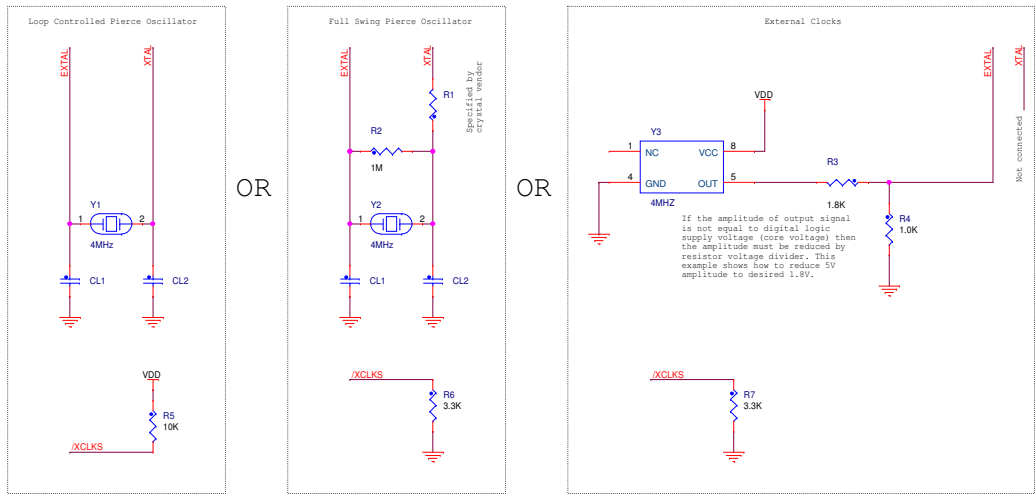 Loop Controlled Pierce Oscillator
EXTAL
XTAL
Y1
1
2
4MHz
CL1
CL2
VDD
R5
10K
/XCLKS
OR
Full Swing Pierce Oscillator
EXTAL
XTAL
Specified by
crystal vendor
R1
R2
1M
Y2
1
2
4MHz
CL1
CL2
/XCLKS
R6
3.3K
OR
External Clocks
EXTAL
XTAL
Not connected
VDD
Y3
1
NC
VCC
8
4
GND
OUT
5
4MHZ
R3
1.8K
R4
1.0K
If the amplitude of output signal
is not equal to digital logic
supply voltage (core voltage) then
the amplitude must be reduced by
resistor voltage divider. This
example shows how to reduce 5V
amplitude to desired 1.8V.
/XCLKS
R7
3.3K